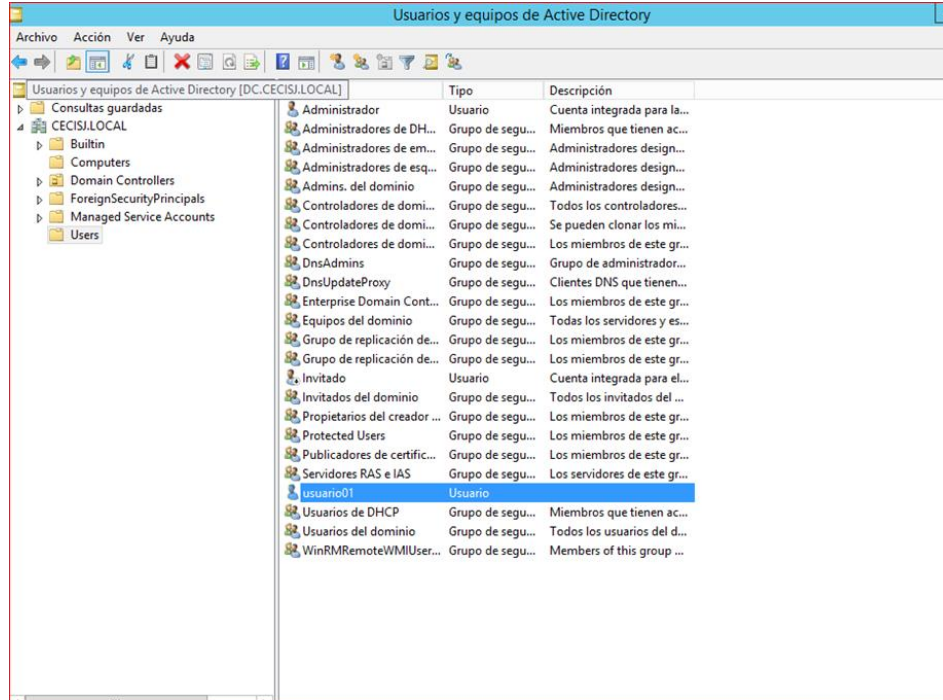 Usuarios y equipos de Active Directory
Archivo Acción Ver Ayuda
Usuarios y equipos de Active Directory [DC.CECISJ.LOCAL]
Tipo Descripción
Consultas guardadas
CECISJ.LOCAL
Builtin
Computers
Domain Controllers
ForeignSecurityPrincipals
Managed Service Accounts
Users
Administrador Usuario Cuenta integrada para la...
Administradores de DH... Grupo de segu... Miembros que tienen ac...
Administradores de em... Grupo de segu... Administradores design...
Administradores de esq... Grupo de segu... Administradores design...
Admins. del dominio Grupo de segu... Administradores design...
Controladores de domi... Grupo de segu... Todos los controladores...
Controladores de domi... Grupo de segu... Se pueden clonar los mi...
Controladores de domi... Grupo de segu... Los miembros de este gr...
DnsAdmins Grupo de segu... Grupo de administrador...
DnsUpdateProxy Grupo de segu... Clientes DNS que tienen...
Enterprise Domain Cont... Grupo de segu... Los miembros de este gr...
Equipos del dominio Grupo de segu... Todas los servidores y es...
Grupo de replicación de... Grupo de segu... Los miembros de este gr...
Grupo de replicación de... Grupo de segu... Los miembros de este gr...
Invitado Usuario Cuenta integrada para el...
Invitados del dominio Grupo de segu... Todos los invitados del ...
Propietarios del creador ... Grupo de segu... Los miembros de este gr...
Protected Users Grupo de segu... Los miembros de este gr...
Publicadores de certific... Grupo de segu... Los miembros de este gr...
Servidores RAS e IAS Grupo de segu... Los servidores de este gr...
usuario01 Usuario
Usuarios de DHCP Grupo de segu... Miembros que tienen ac...
Usuarios del dominio Grupo de segu... Todos los usuarios del d...
WinRMRemoteWMIUser... Grupo de segu... Members of this group ...